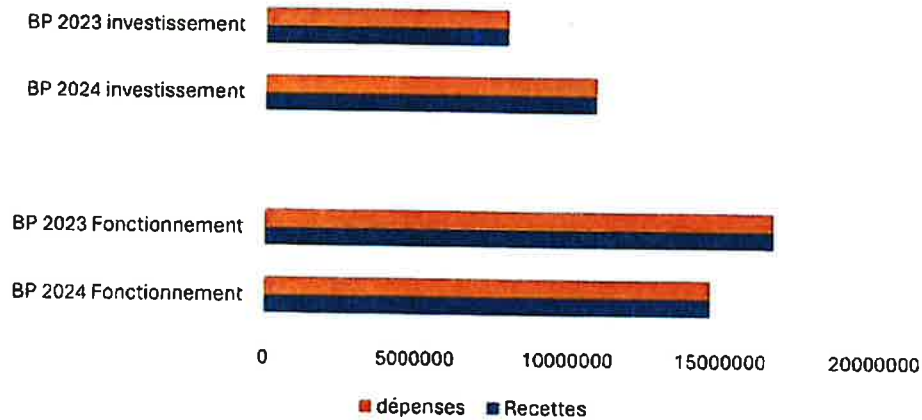 BP 2023 investissement
BP 2024 investissement
BP 2023 Fonctionnement
BP 2024 Fonctionnement
0 5000000 10000000 15000000 20000000
dépenses Recettes